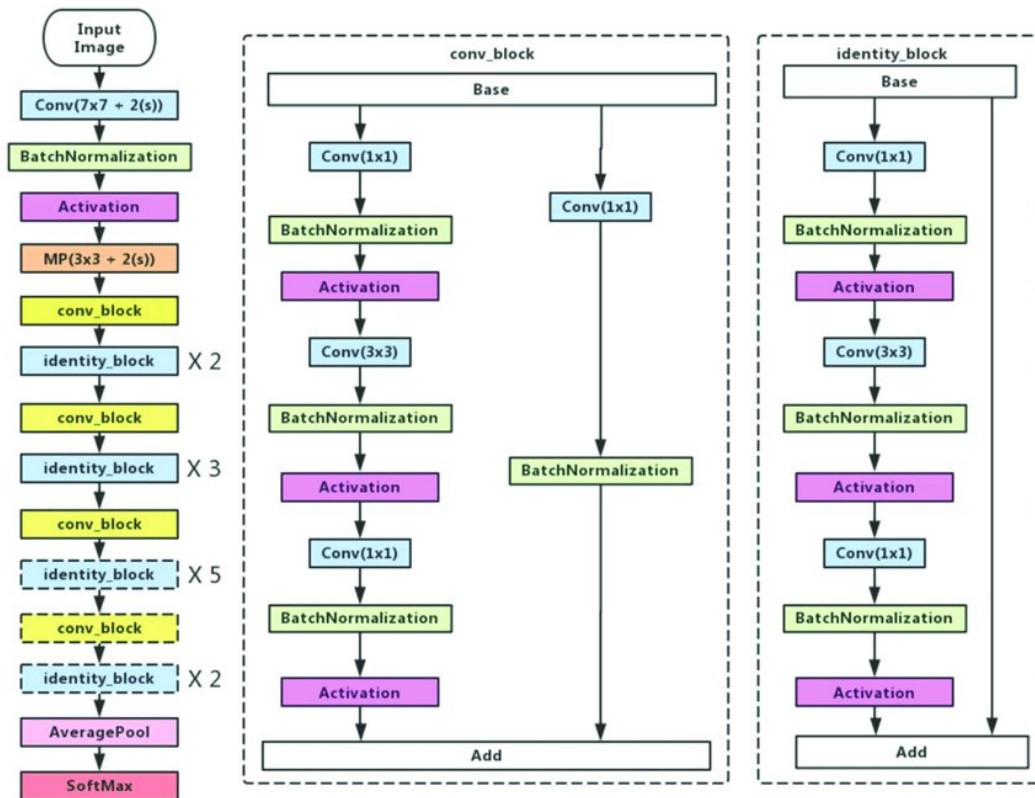 Input
Image
Conv(7x7 + 2(s))
BatchNormalization
Activation
MP(3x3 + 2(s))
conv_block
identity_block X 2
conv_block
identity_block X 3
conv_block
identity_block X 5
conv_block
identity_block X 2
AveragePool
SoftMax
conv_block
Base
Conv(1x1)
BatchNormalization
Activation
Conv(3x3)
BatchNormalization
Activation
Conv(1x1)
BatchNormalization
Activation
Conv(1x1)
BatchNormalization
Add
identity_block
Base
Conv(1x1)
BatchNormalization
Activation
Conv(3x3)
BatchNormalization
Activation
Conv(1x1)
BatchNormalization
Activation
Add